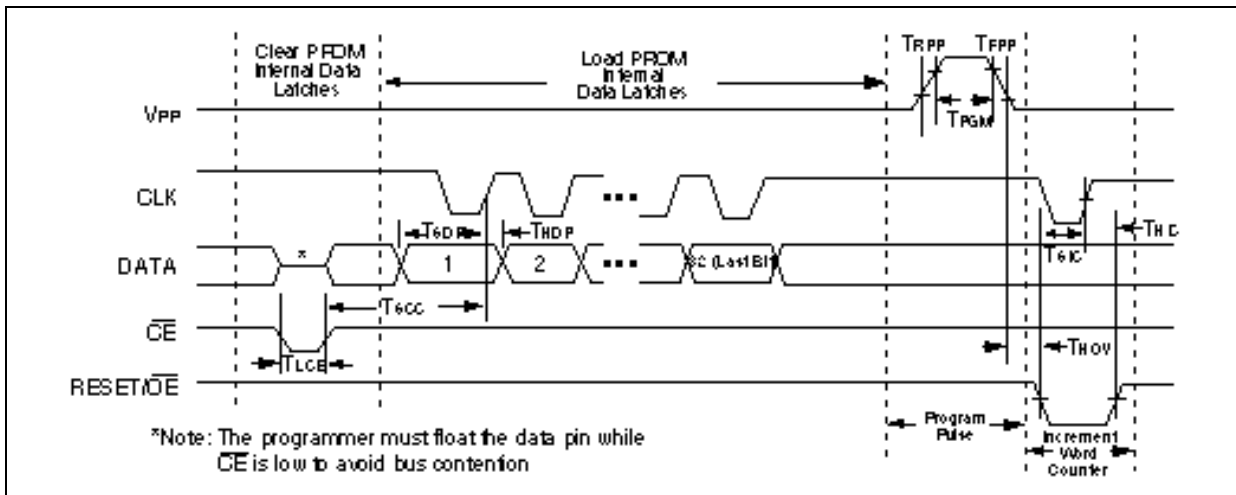 Clear PROM
Internal Data
Latches
Load PROM
Internal
Data Latches
TRPP
TFPP
VPP
TPGM
CLK
THC
TSDP
THDP
TSIC
DATA
*
1
2
32 (Last Bit)
TSCC
CE
TLCE
THOV
RESET/OE
*Note: The programmer must float the data pin while
CE is low to avoid bus contention
Program
Pulse
Increment
Word
Counter